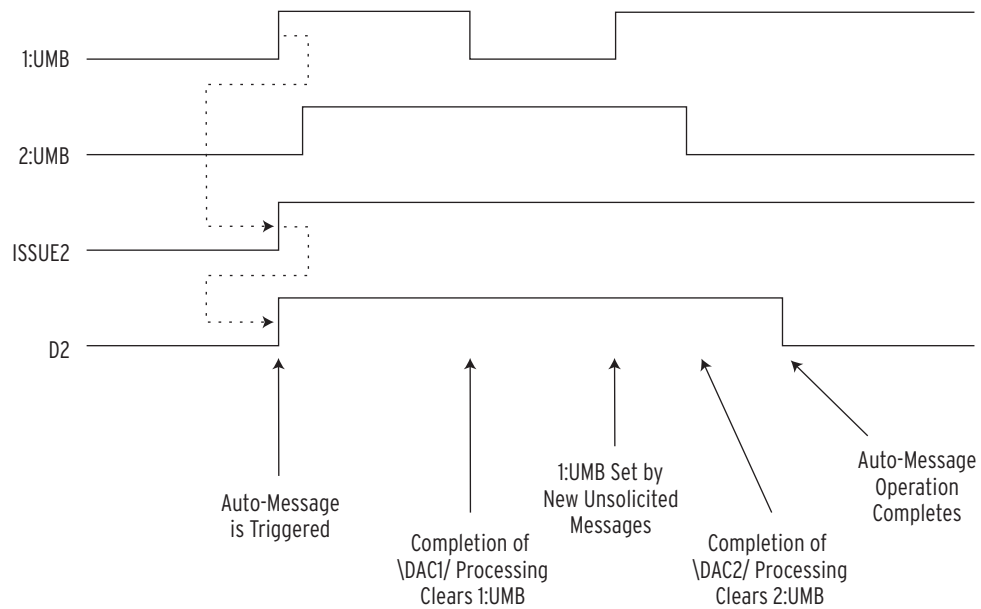 1:UMB
2:UMB
ISSUE2
D2
Auto-Message
is Triggered
Completion of
\DAC1/ Processing
Clears 1:UMB
1:UMB Set by
New Unsolicited
Messages
Completion of
\DAC2/ Processing
Clears 2:UMB
Auto-Message
Operation
Completes